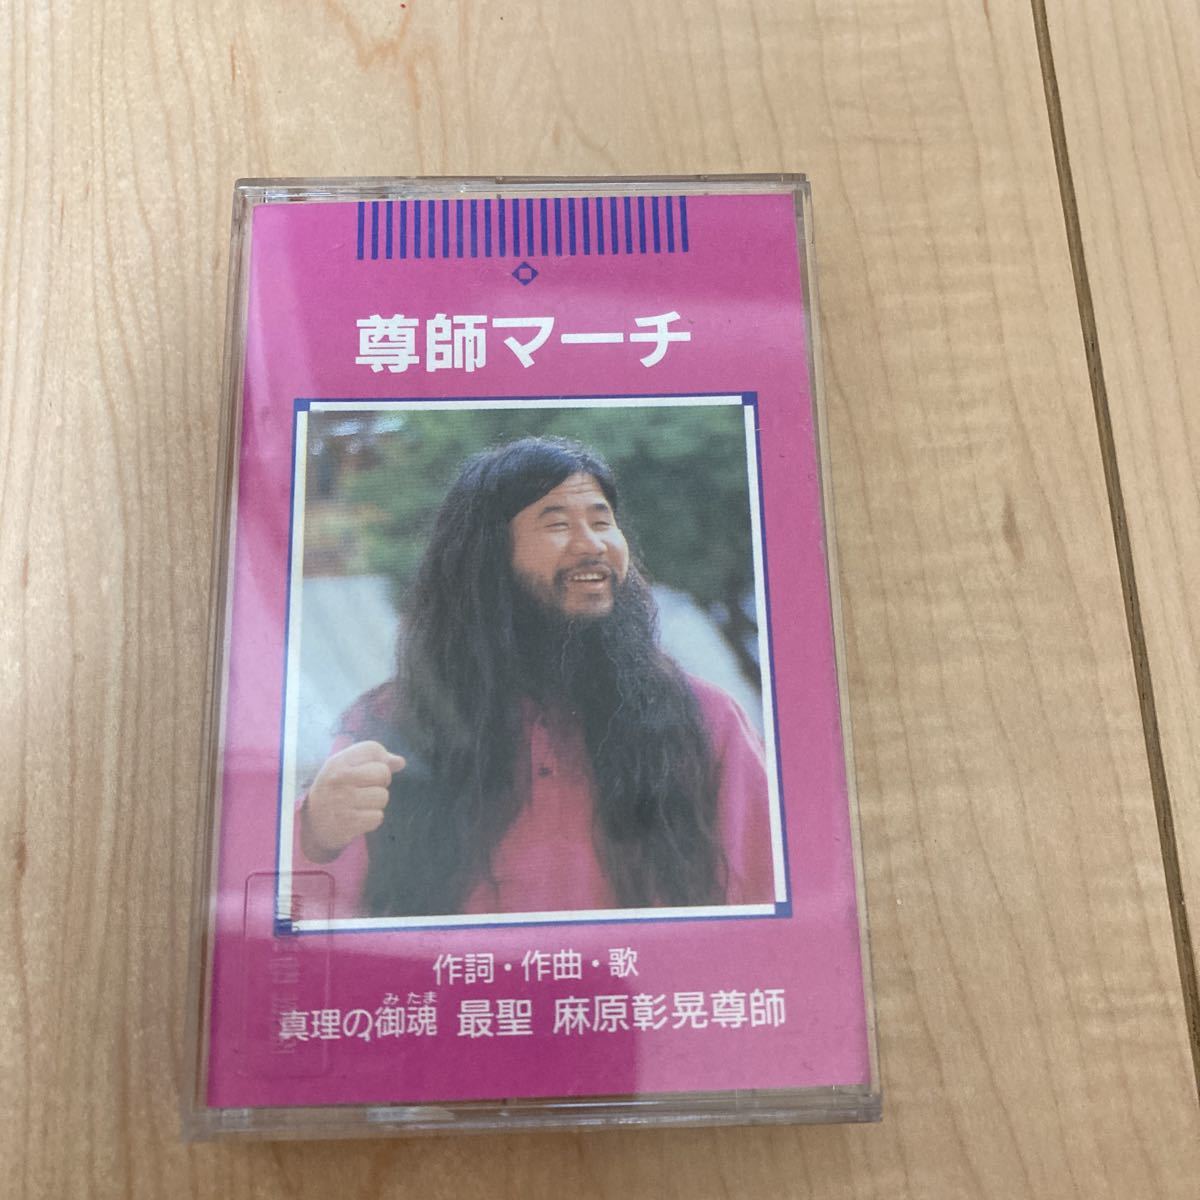 尊師マーチ
作詞・作曲・歌
みたま
真理の御魂 最聖 麻原彰晃尊師